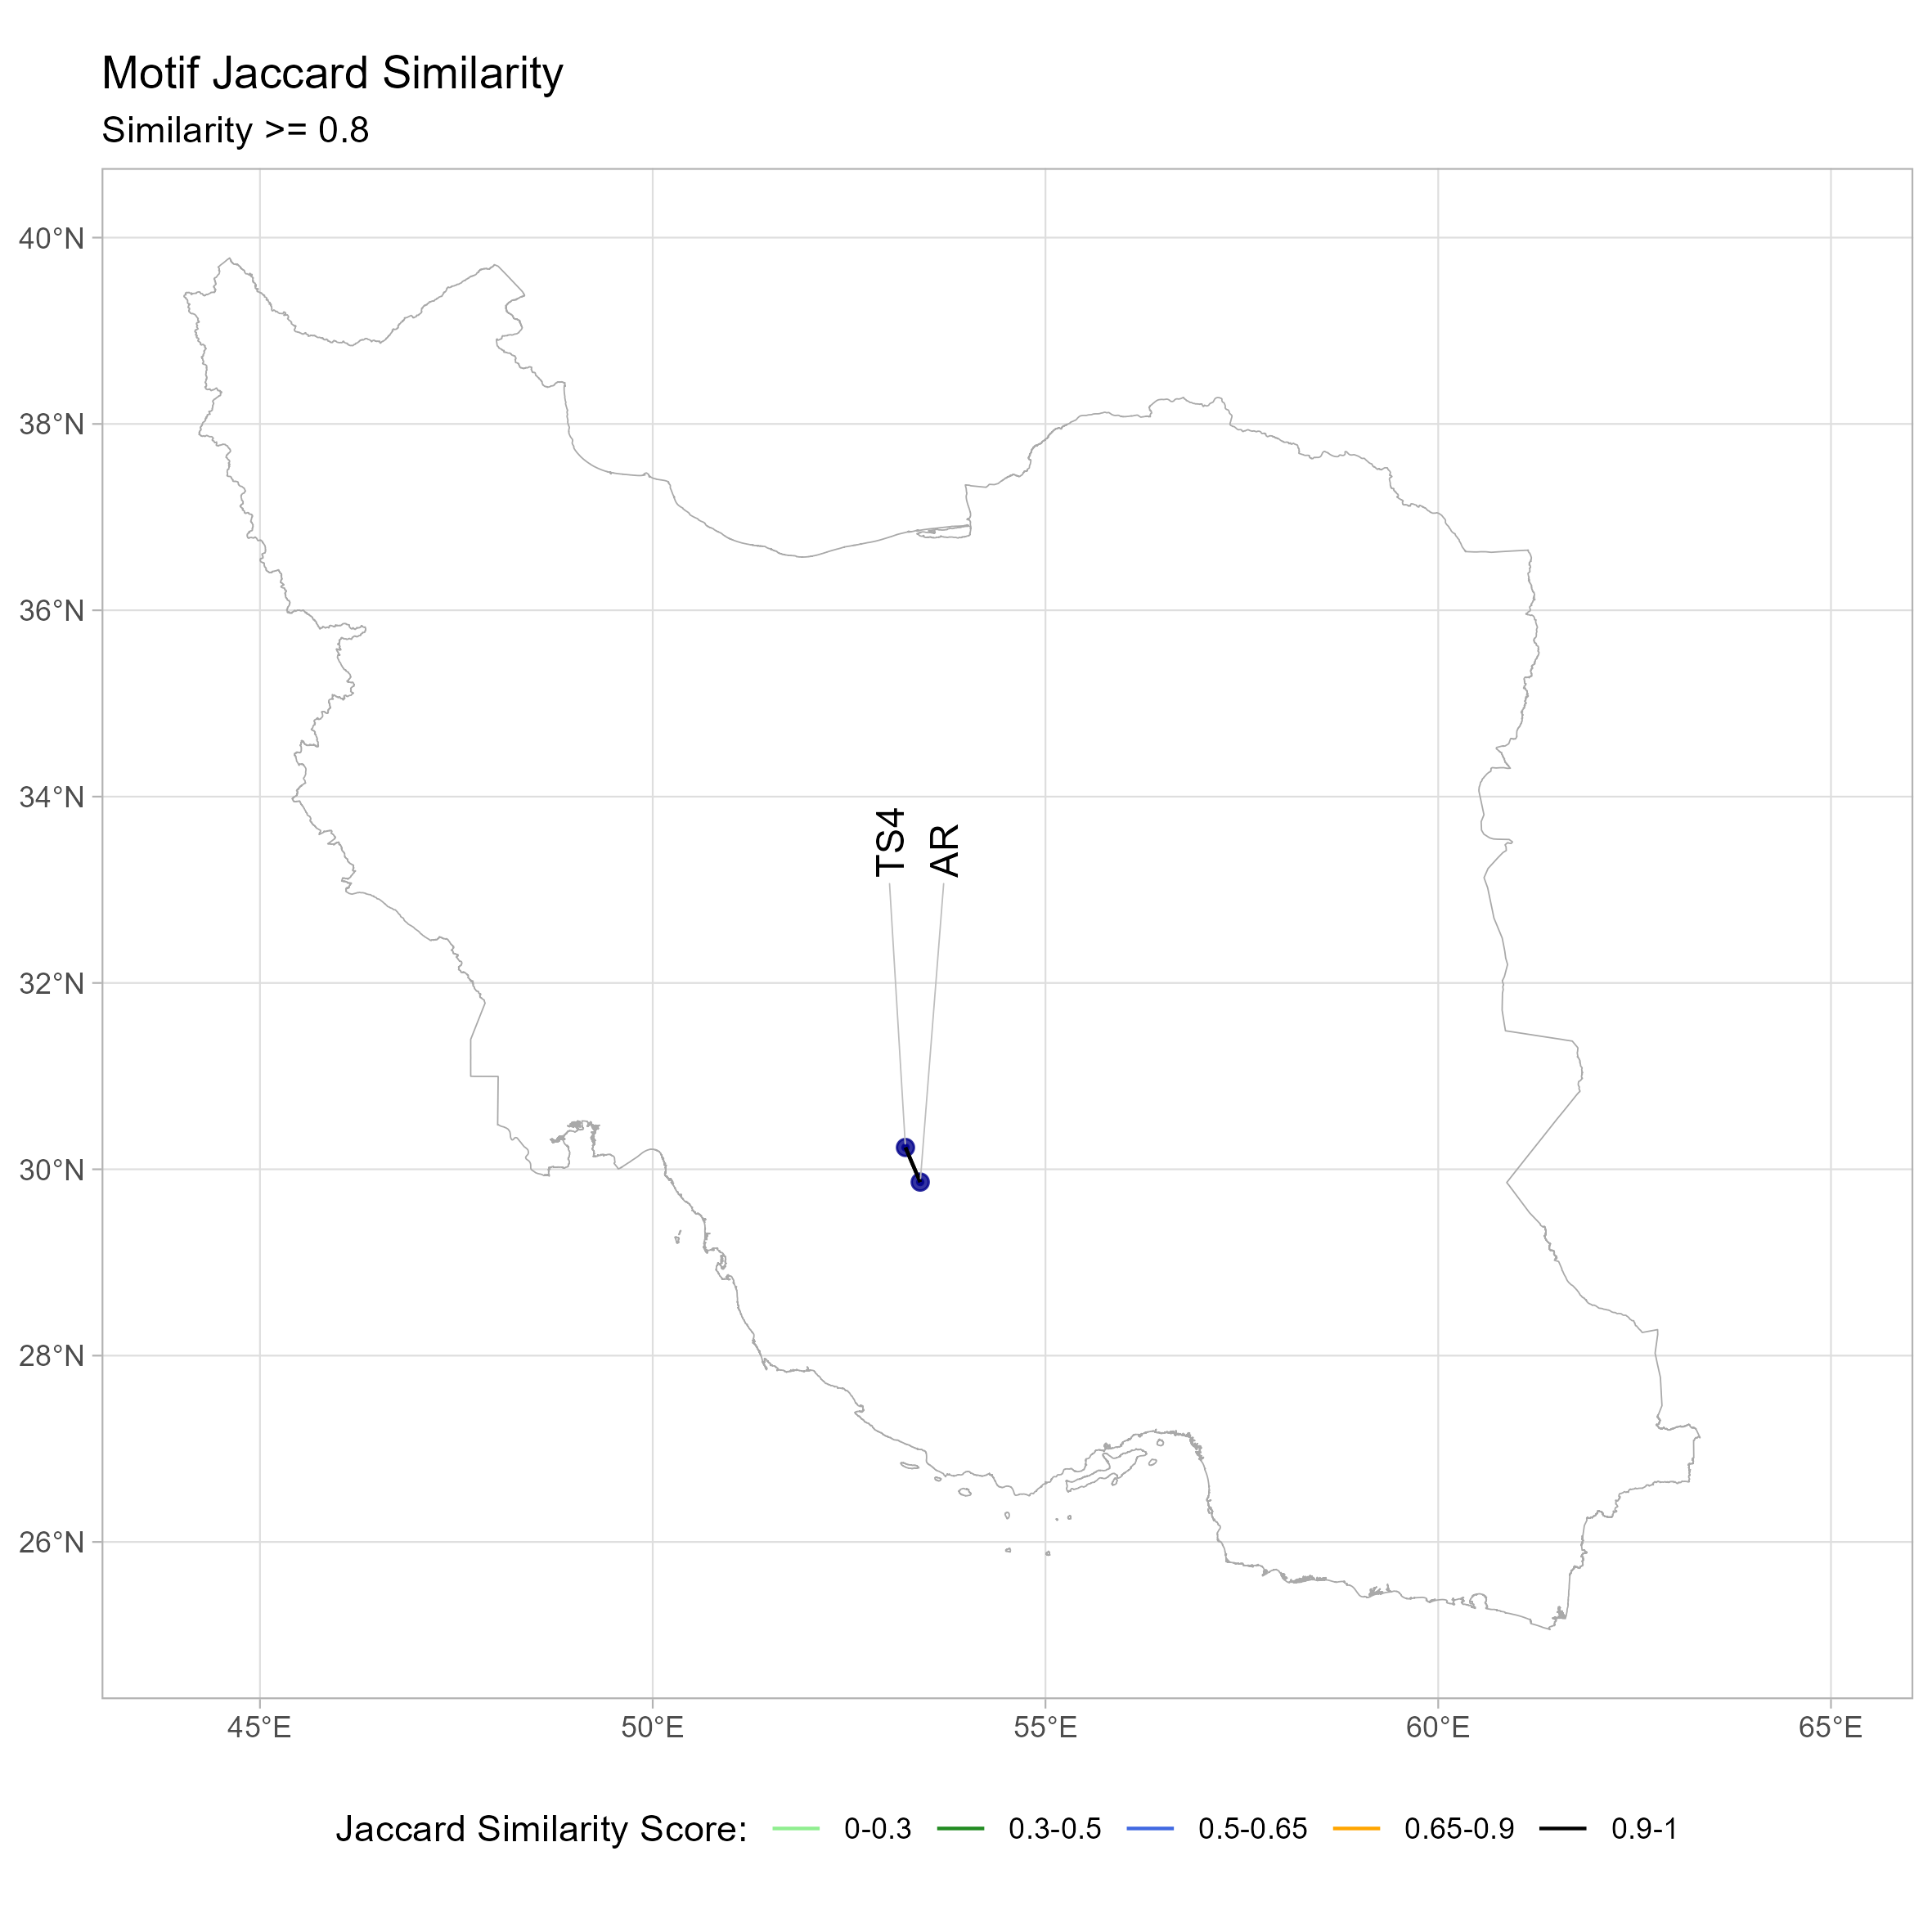 Motif Jaccard Similarity
Similarity >= 0.8
40°N
38°N
36°N
34°N
32°N
30°N
28°N
26°N
TS4
AR
45°E
50°E
55°E
60°E
65°E
Jaccard Similarity Score: 0-0.3 0.3-0.5 0.5-0.65 0.65-0.9 0.9-1